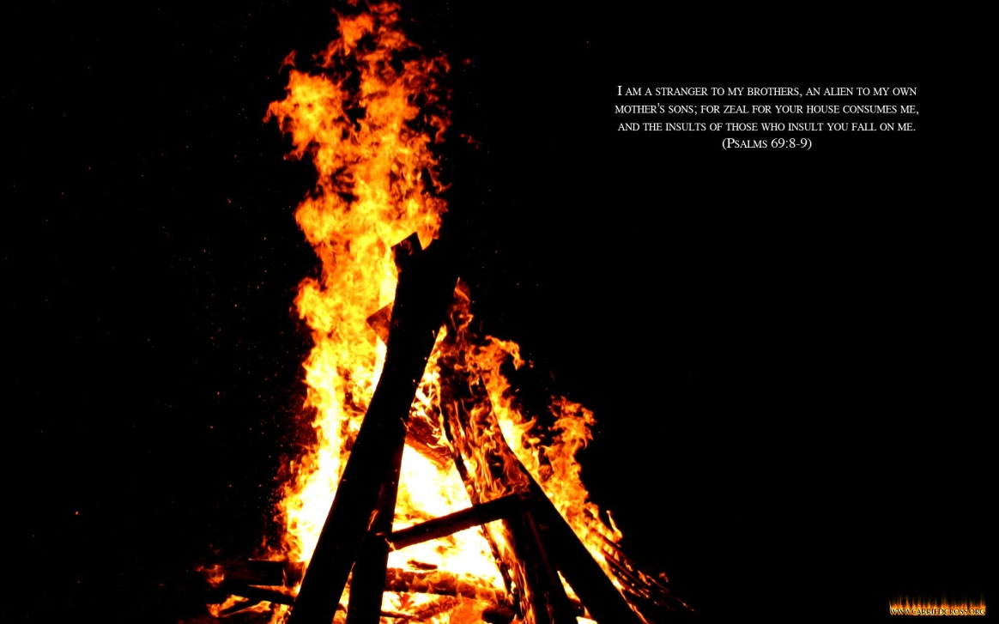 I am a stranger to my brothers, an alien to my own
mother's sons; for zeal for your house consumes me,
and the insults of those who insult you fall on me.
(Psalms 69:8-9)
www.carriedcross.org